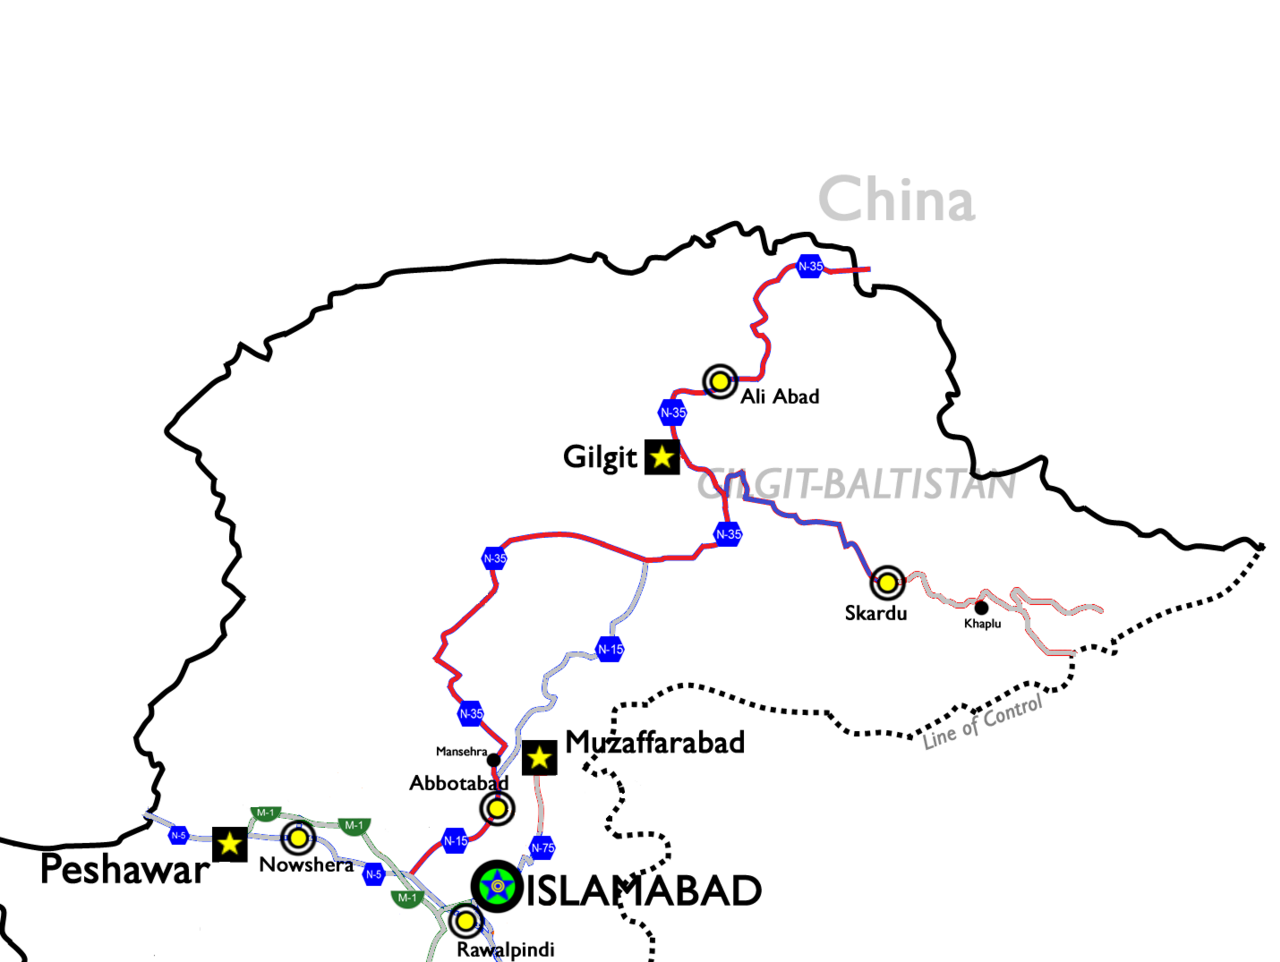 China
N-35
Ali Abad
N-35
Gilgit
GILGIT-BALTISTAN
N-35
N-35
Skardu
Khaplu
N-15
N-35
Line of Control
Muzaffarabad
Mansehra
Abbotabad
M-1
M-1
N-5
N-15
N-75
Peshawar
Nowshera
N-5
M-1
ISLAMABAD
Rawalpindi